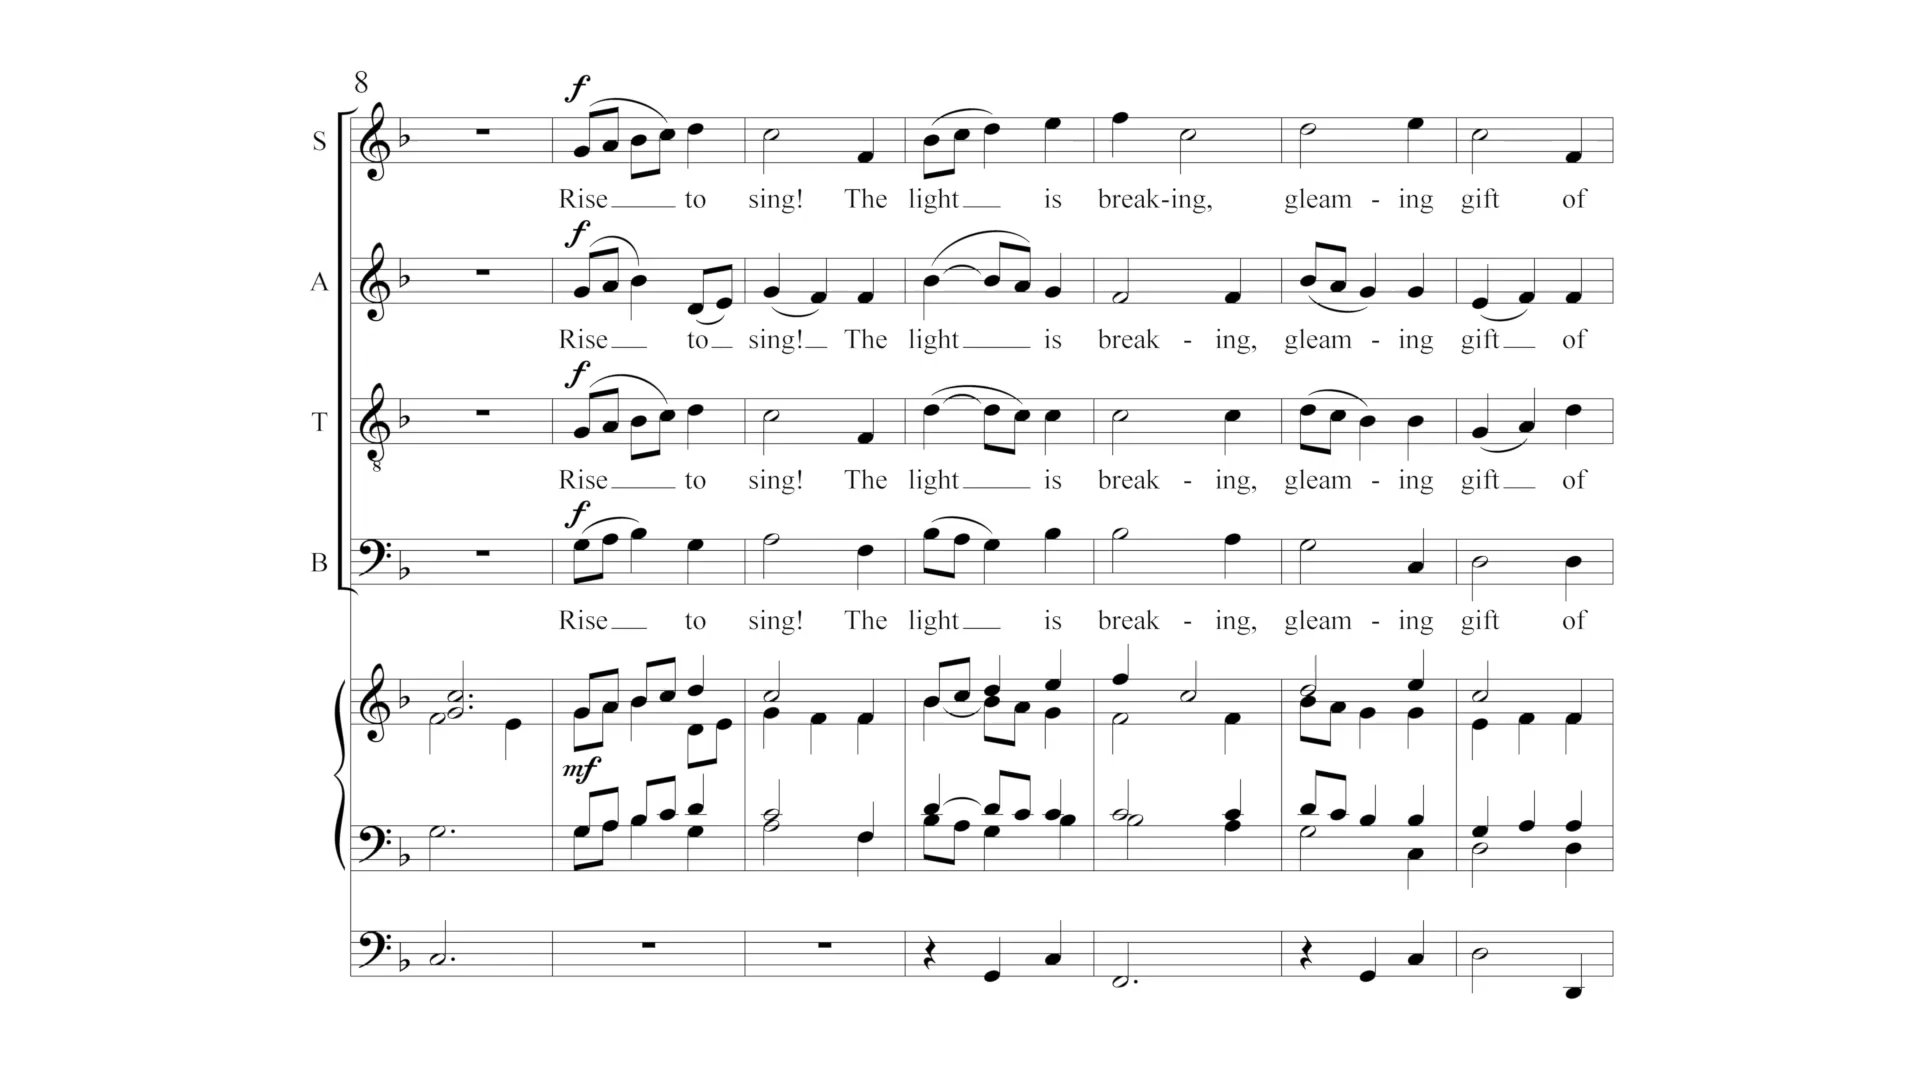 8
f
S
Rise to sing! The light is break-ing, gleam - ing gift of
f
A
Rise to sing! The light is break - ing, gleam - ing gift of
f
T
8
Rise to sing! The light is break - ing, gleam - ing gift of
f
B
Rise to sing! The light is break - ing, gleam - ing gift of
mf